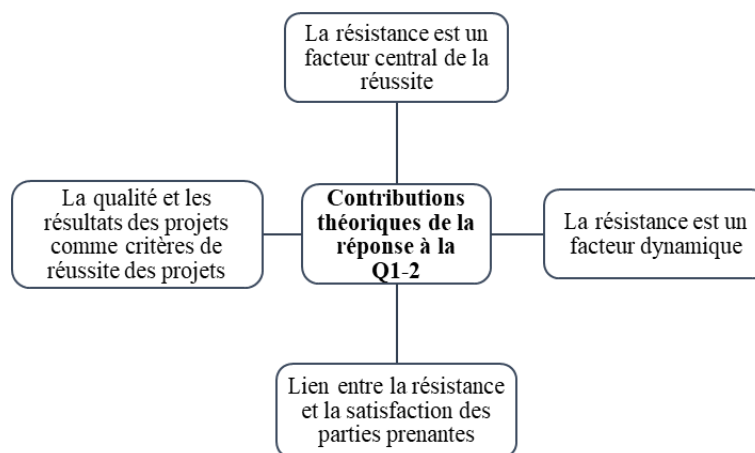 La résistance est un
facteur central de la
réussite
La qualité et les
résultats des projets
comme critères de
réussite des projets
Contributions
théoriques de la
réponse à la
Q1-2
La résistance est un
facteur dynamique
Lien entre la résistance
et la satisfaction des
parties prenantes